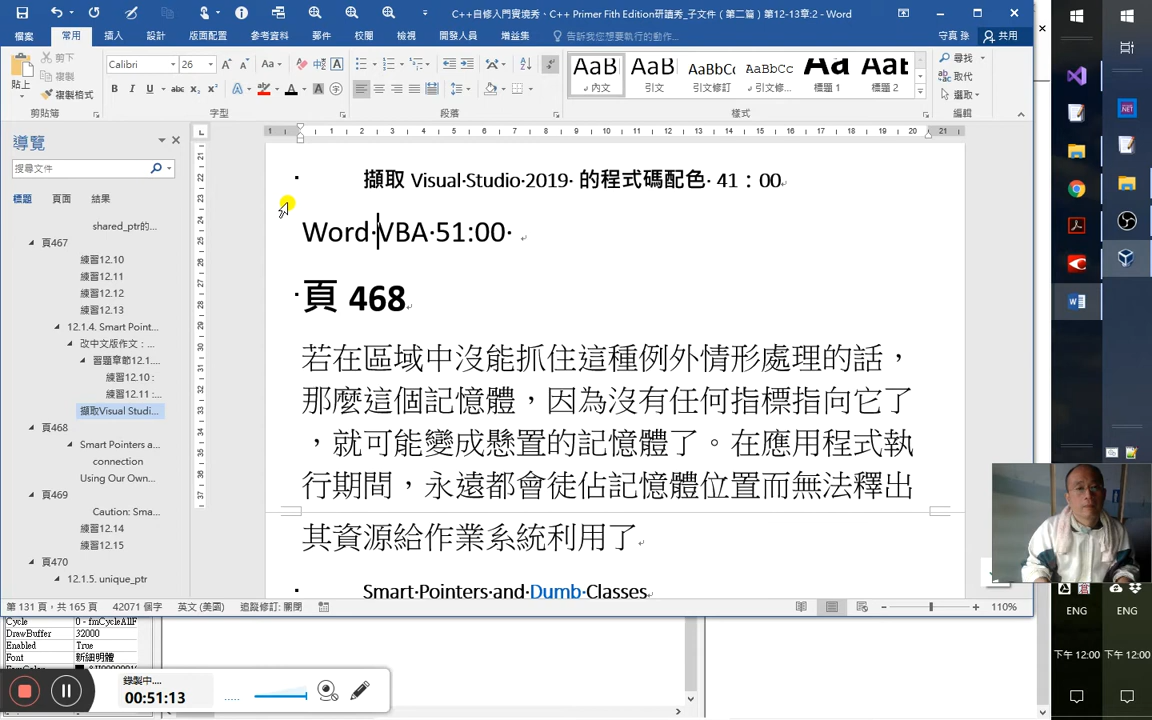 C++自修入門實境秀、C++ Primer Fith Edition研讀秀_子文件（第二篇）第12-13章:2 - Word
檔案 常用 插入 設計 版面配置 參考資料 郵件 校閱 檢視 開發人員 增益集 告訴我您想要執行的動作... 守真 孫 共用
貼上 剪下 複製 複製格式 剪貼簿
Calibri 26 字型
段落
AaB 內文 AaB 引文 AaBbC 引文修訂 AaBbCc 引文修... Aa 標題 1 AaB 標題 2 樣式
尋找 取代 選取 編輯
導覽
搜尋文件
標題 頁面 結果
shared_ptr的...
頁467
練習12.10
練習12.11
練習12.12
練習12.13
12.1.4. Smart Point...
改中文版作文：...
習題章節12.1...
練習12.10 :
練習12.11 :...
擷取Visual Studi...
頁468
Smart Pointers a...
connection
Using Our Own...
頁469
Caution: Sma...
練習12.14
練習12.15
頁470
12.1.5. unique_ptr
擷取 Visual·Studio·2019· 的程式碼配色· 41：00
Word·VBA·51:00·
頁 468
若在區域中沒能抓住這種例外情形處理的話，
那麼這個記憶體，因為沒有任何指標指向它了
，就可能變成懸置的記憶體了。在應用程式執
行期間，永遠都會徒佔記憶體位置而無法釋出
其資源給作業系統利用了
Smart·Pointers·and·Dumb·Classes
第 131 頁，共 165 頁 42071 個字 英文 (美國) 追蹤修訂: 關閉 110%
Cycle 0 - fmCycleAllF
DrawBuffer 32000
Enabled True
Font 新細明體
錄製中...
00:51:13
ENG ENG
下午 12:00 下午 12:00